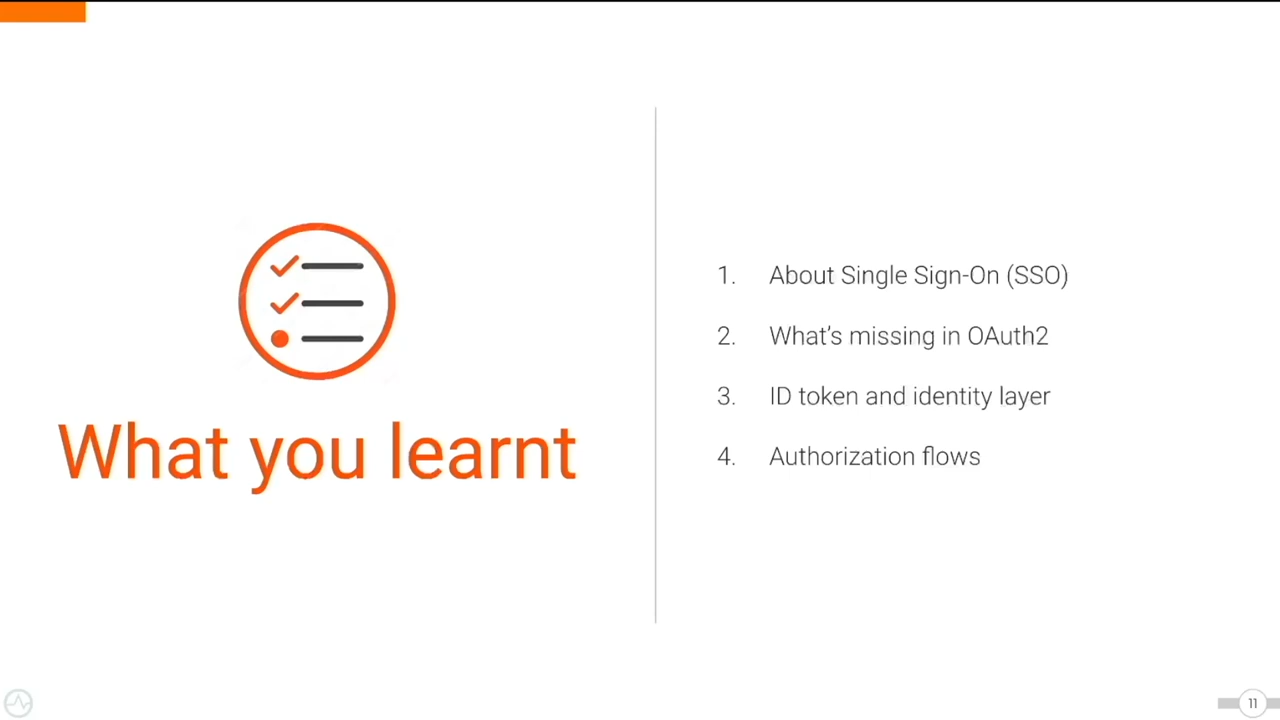 What you learnt
1. About Single Sign-On (SSO)
2. What's missing in OAuth2
3. ID token and identity layer
4. Authorization flows
11